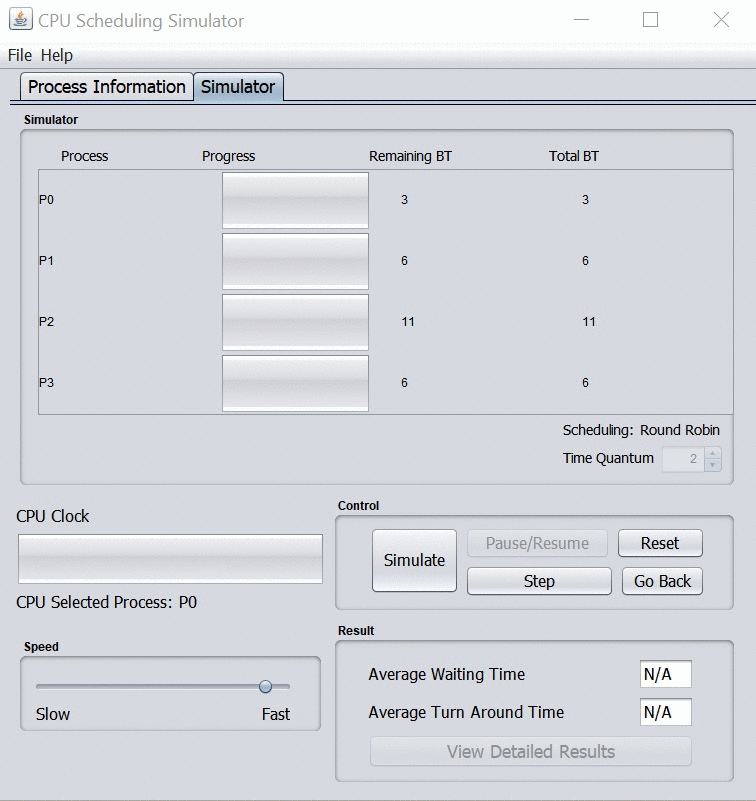 CPU Scheduling Simulator
File Help
Process Information Simulator
Simulator
Process Progress Remaining BT Total BT
P0 3 3
P1 6 6
P2 11 11
P3 6 6
Scheduling: Round Robin
Time Quantum 2
CPU Clock
CPU Selected Process: P0
Speed
Slow Fast
Control
Simulate
Pause/Resume Reset
Step Go Back
Result
Average Waiting Time N/A
Average Turn Around Time N/A
View Detailed Results